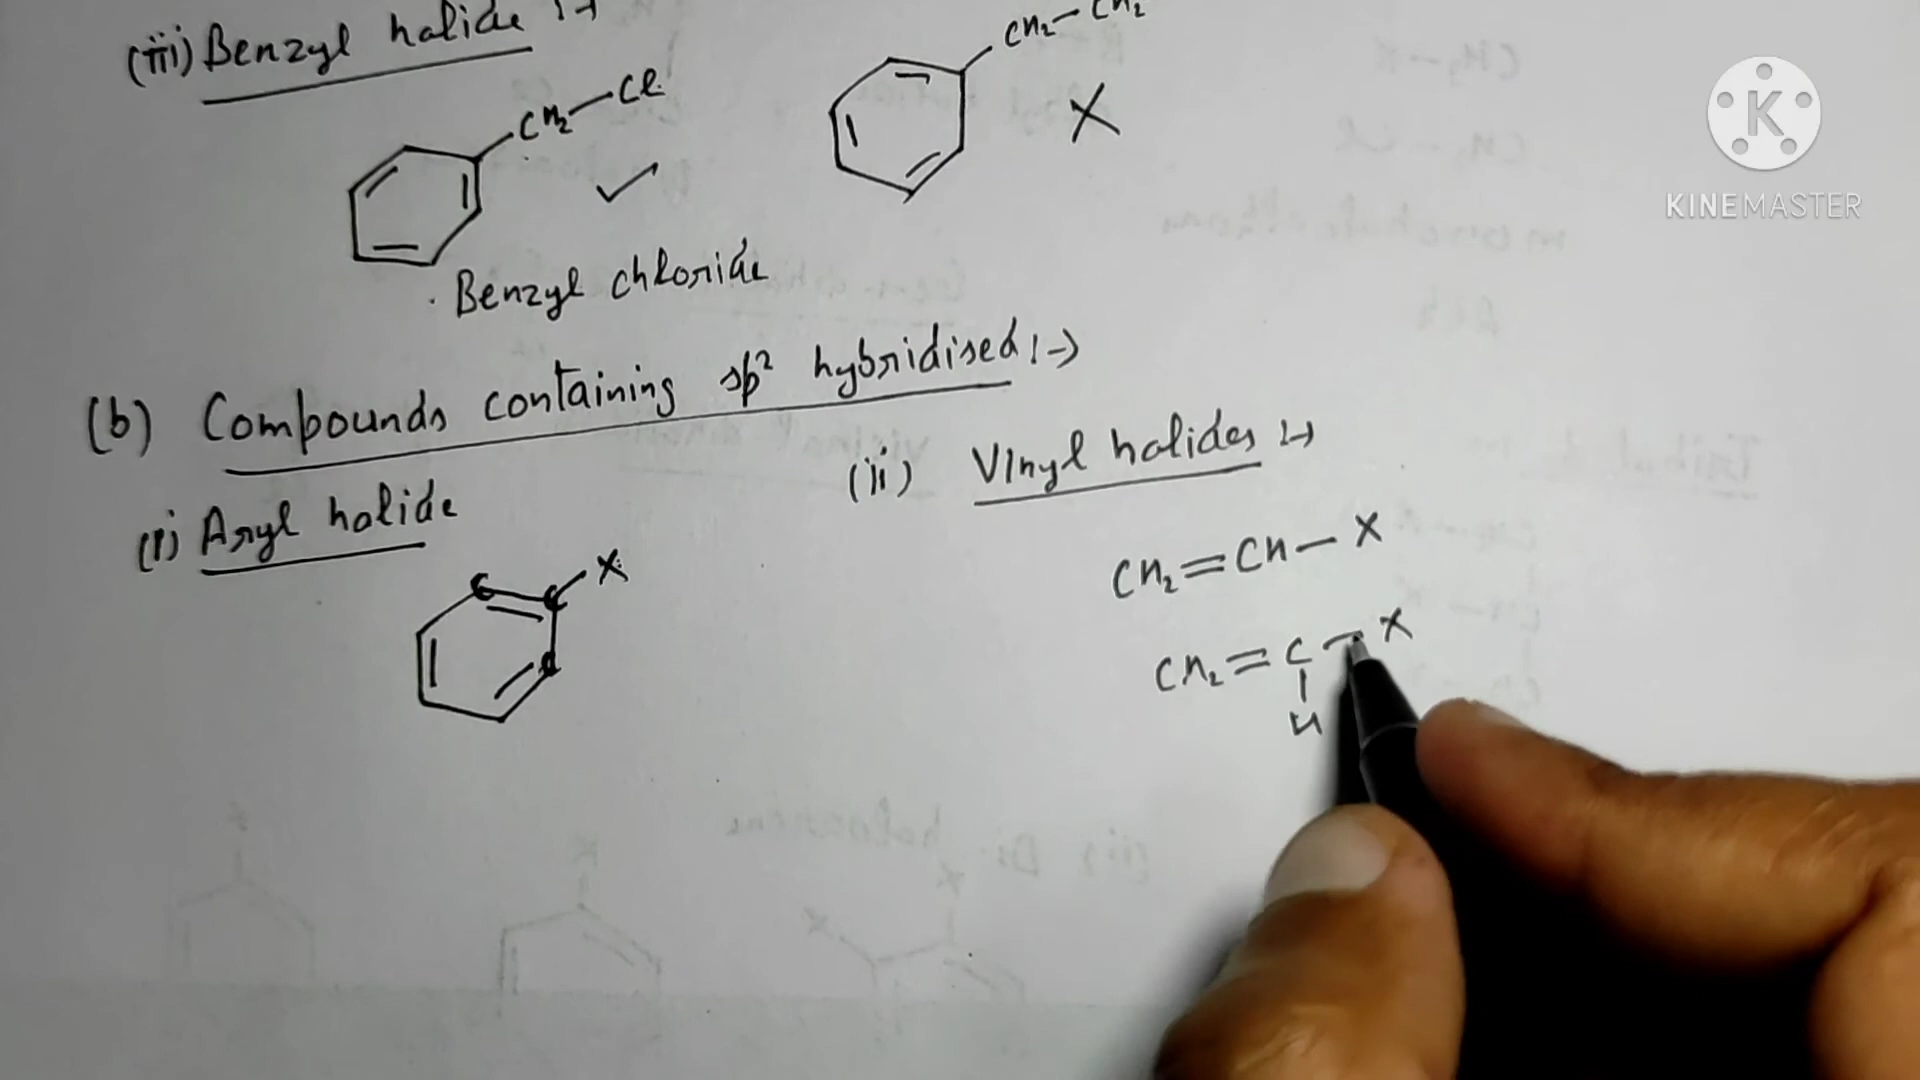 (iii) Benzyl halide :→
CH2—CH2
CH2—Cl
X
Benzyl chloride
(b) Compounds containing sp² hybridised :→
(i) Aryl halide
(ii) Vinyl halides :→
C C X
C
CH2=CH—X
CH2=C—X
H
K
KINEMASTER